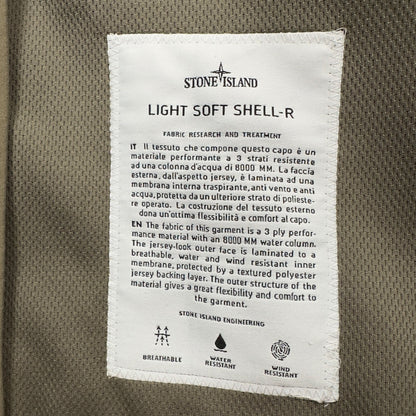 STONE ISLAND
LIGHT SOFT SHELL-R
FABRIC RESEARCH AND TREATMENT
IT Il tessuto che compone questo capo è un
materiale performante a 3 strati resistente
ad una colonna d'acqua di 8000 MM. La faccia
esterna, dall'aspetto jersey, è laminata ad una
membrana interna traspirante, anti vento e anti
acqua, protetta da un ulteriore strato di polieste-
re operato. La costruzione del tessuto esterno
dona un'ottima flessibilità e comfort al capo.
EN The fabric of this garment is a 3 ply perfor-
mance material with an 8000 MM water column.
The jersey-look outer face is laminated to a
breathable, water and wind resistant inner
membrane, protected by a textured polyester
jersey backing layer. The outer structure of the
material gives a great flexibility and comfort to
the garment.
STONE ISLAND ENGINEERING
BREATHABLE
WATER
RESISTANT
WIND
RESISTANT